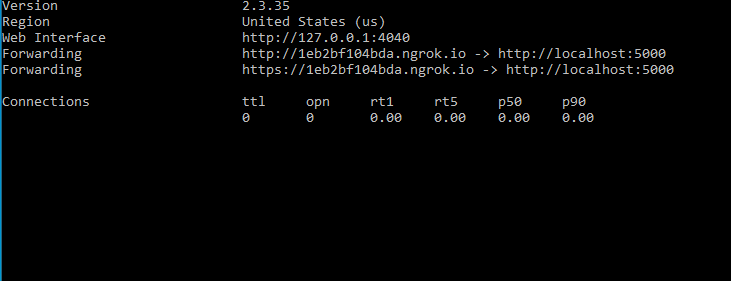 Version 2.3.35
Region United States (us)
Web Interface http://127.0.0.1:4040
Forwarding http://1eb2bf104bda.ngrok.io -> http://localhost:5000
Forwarding https://1eb2bf104bda.ngrok.io -> http://localhost:5000
Connections ttl opn rt1 rt5 p50 p90
0 0 0.00 0.00 0.00 0.00